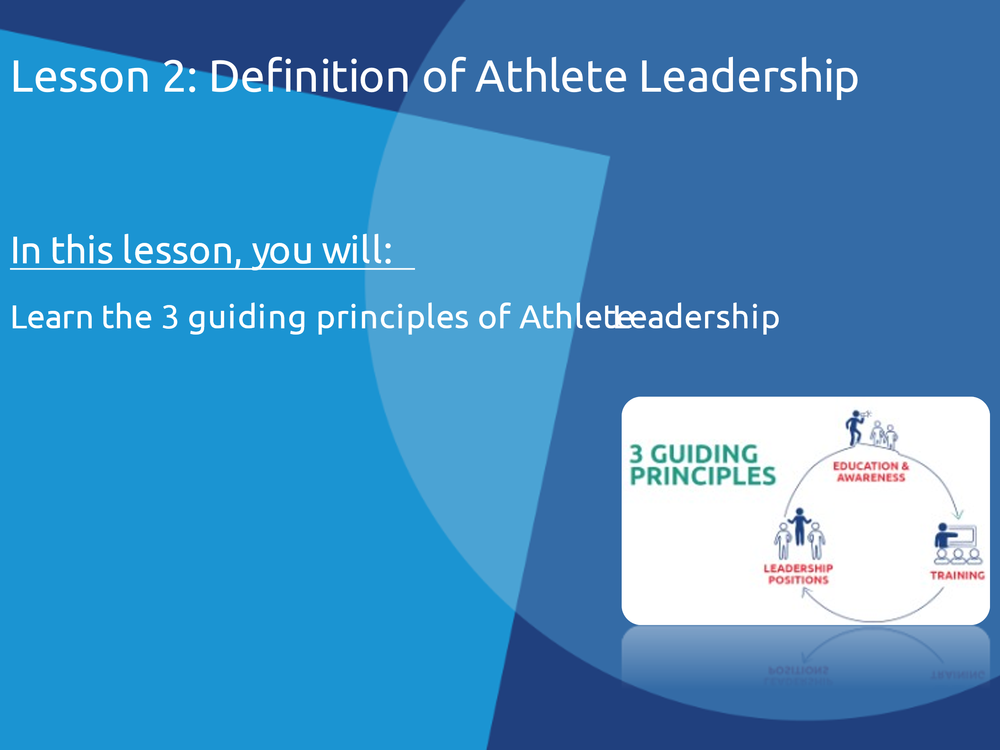 Lesson 2: Definition of Athlete Leadership
In this lesson, you will:
Learn the 3 guiding principles of Athlete Leadership
3 GUIDING
PRINCIPLES
EDUCATION &
AWARENESS
LEADERSHIP
POSITIONS
TRAINING